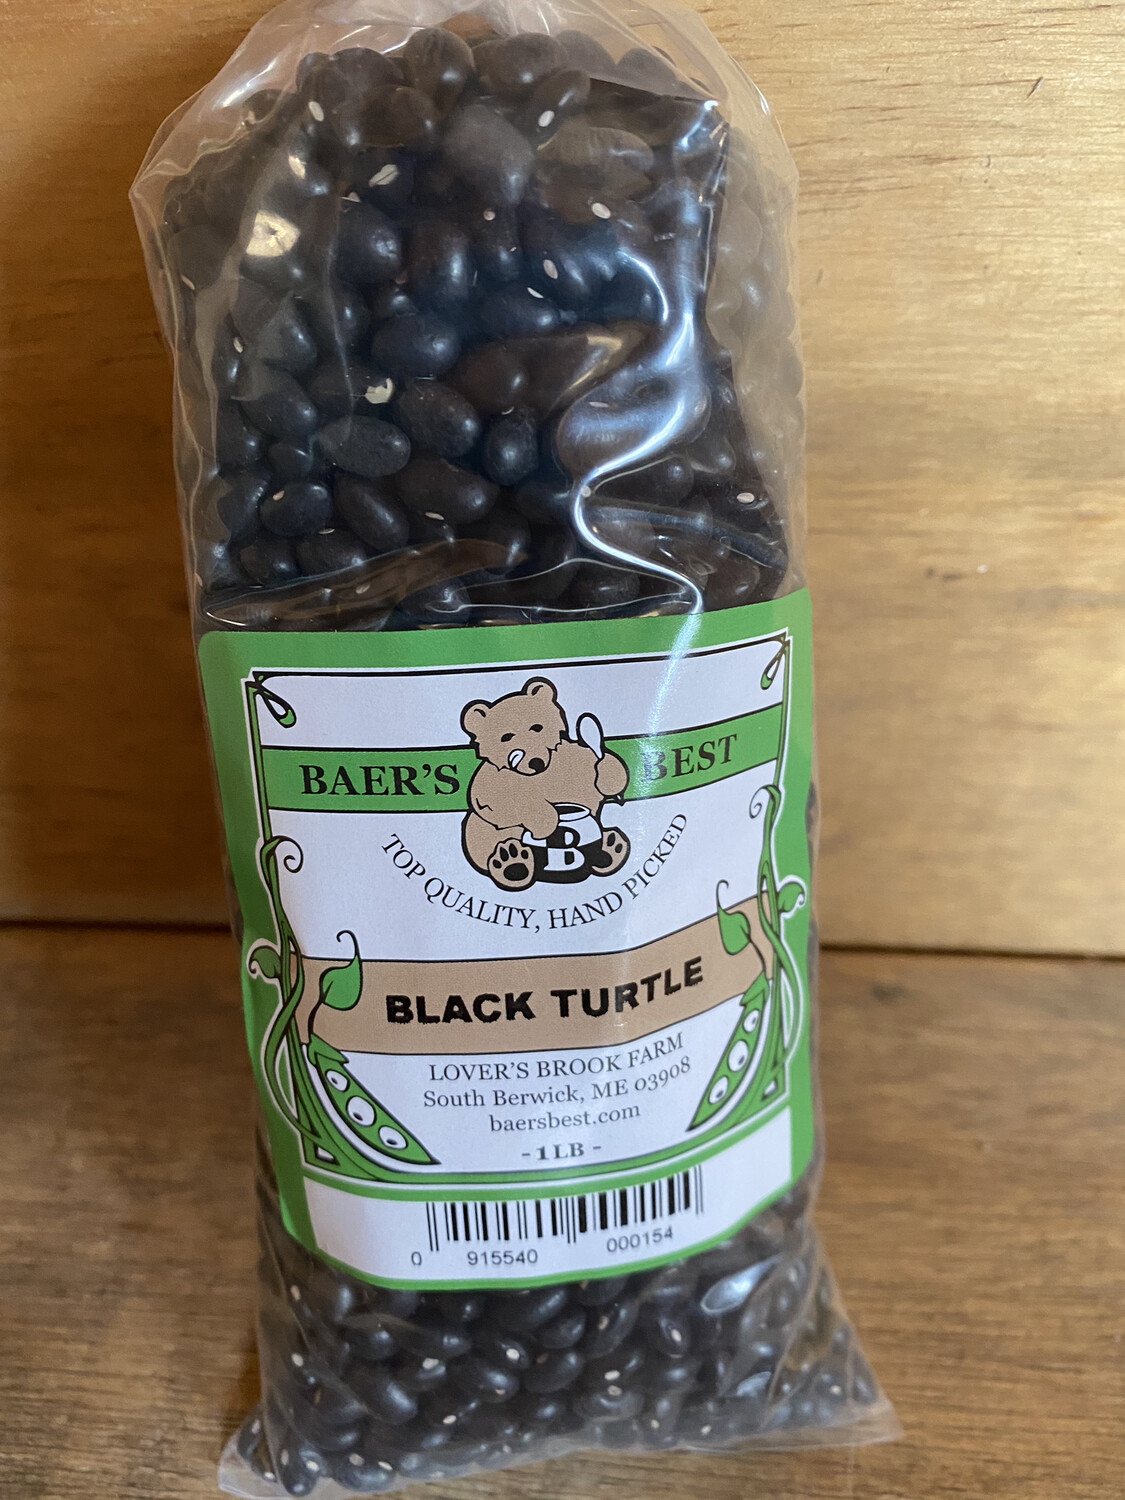 BAER'S BEST
B
TOP QUALITY, HAND PICKED
BLACK TURTLE
LOVER'S BROOK FARM
South Berwick, ME 03908
baersbest.com
- 1 LB -
0 915540 000154